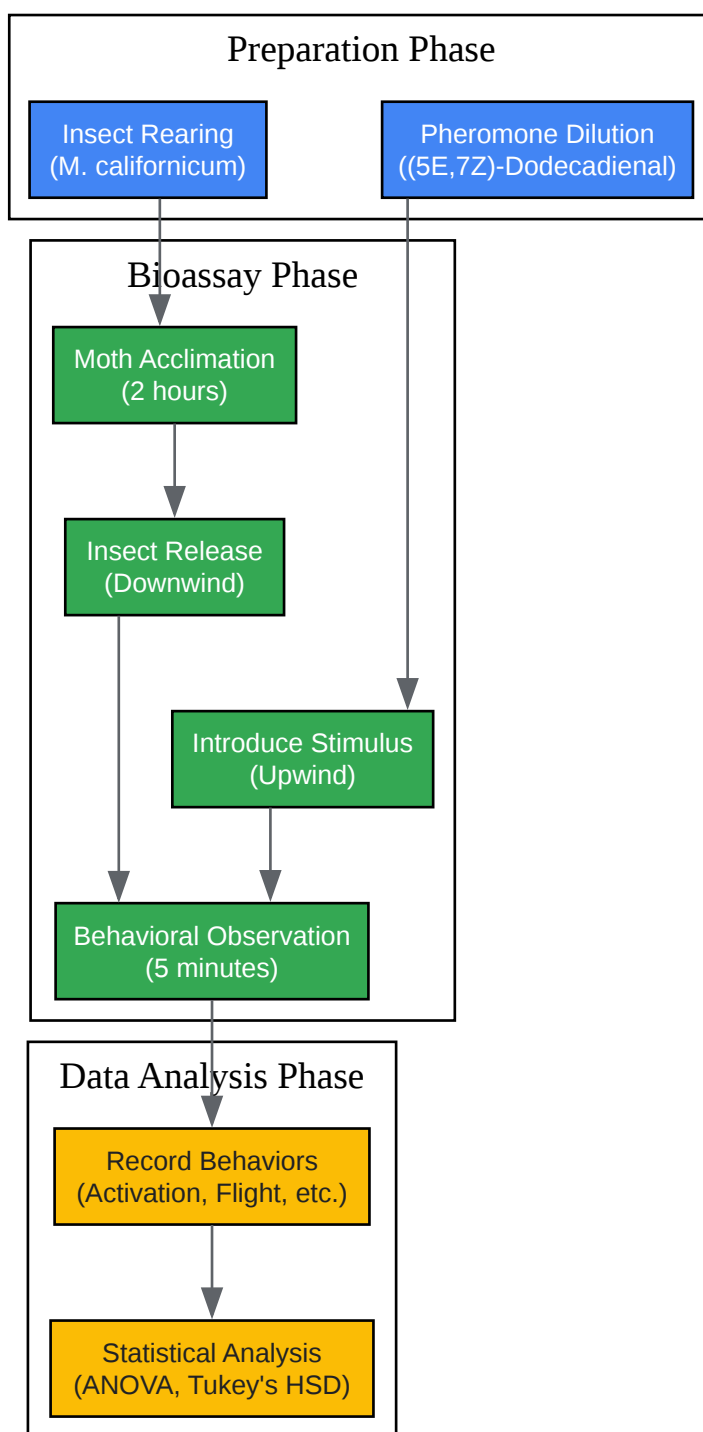 Preparation Phase
Insect Rearing
(M. californicum)
Pheromone Dilution
((5E,7Z)-Dodecadienal)
Bioassay Phase
Moth Acclimation
(2 hours)
Insect Release
(Downwind)
Introduce Stimulus
(Upwind)
Behavioral Observation
(5 minutes)
Data Analysis Phase
Record Behaviors
(Activation, Flight, etc.)
Statistical Analysis
(ANOVA, Tukey's HSD)